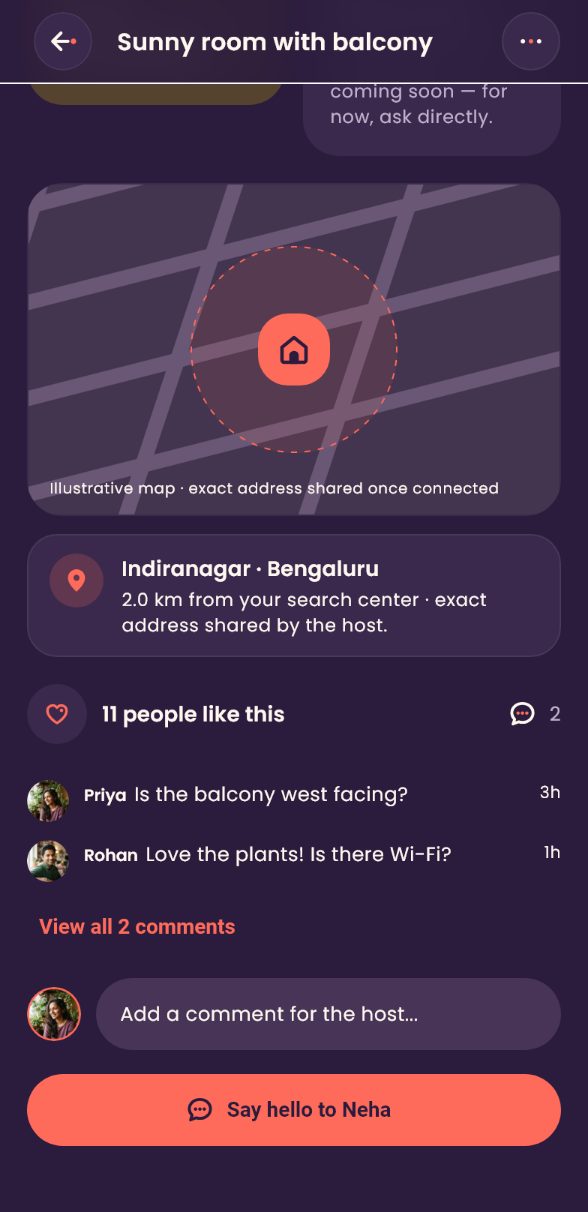 Sunny room with balcony
coming soon — for
now, ask directly.
Illustrative map · exact address shared once connected
Indiranagar · Bengaluru
2.0 km from your search center · exact
address shared by the host.
11 people like this
2
Priya Is the balcony west facing?
3h
Rohan Love the plants! Is there Wi-Fi?
1h
View all 2 comments
Add a comment for the host...
Say hello to Neha